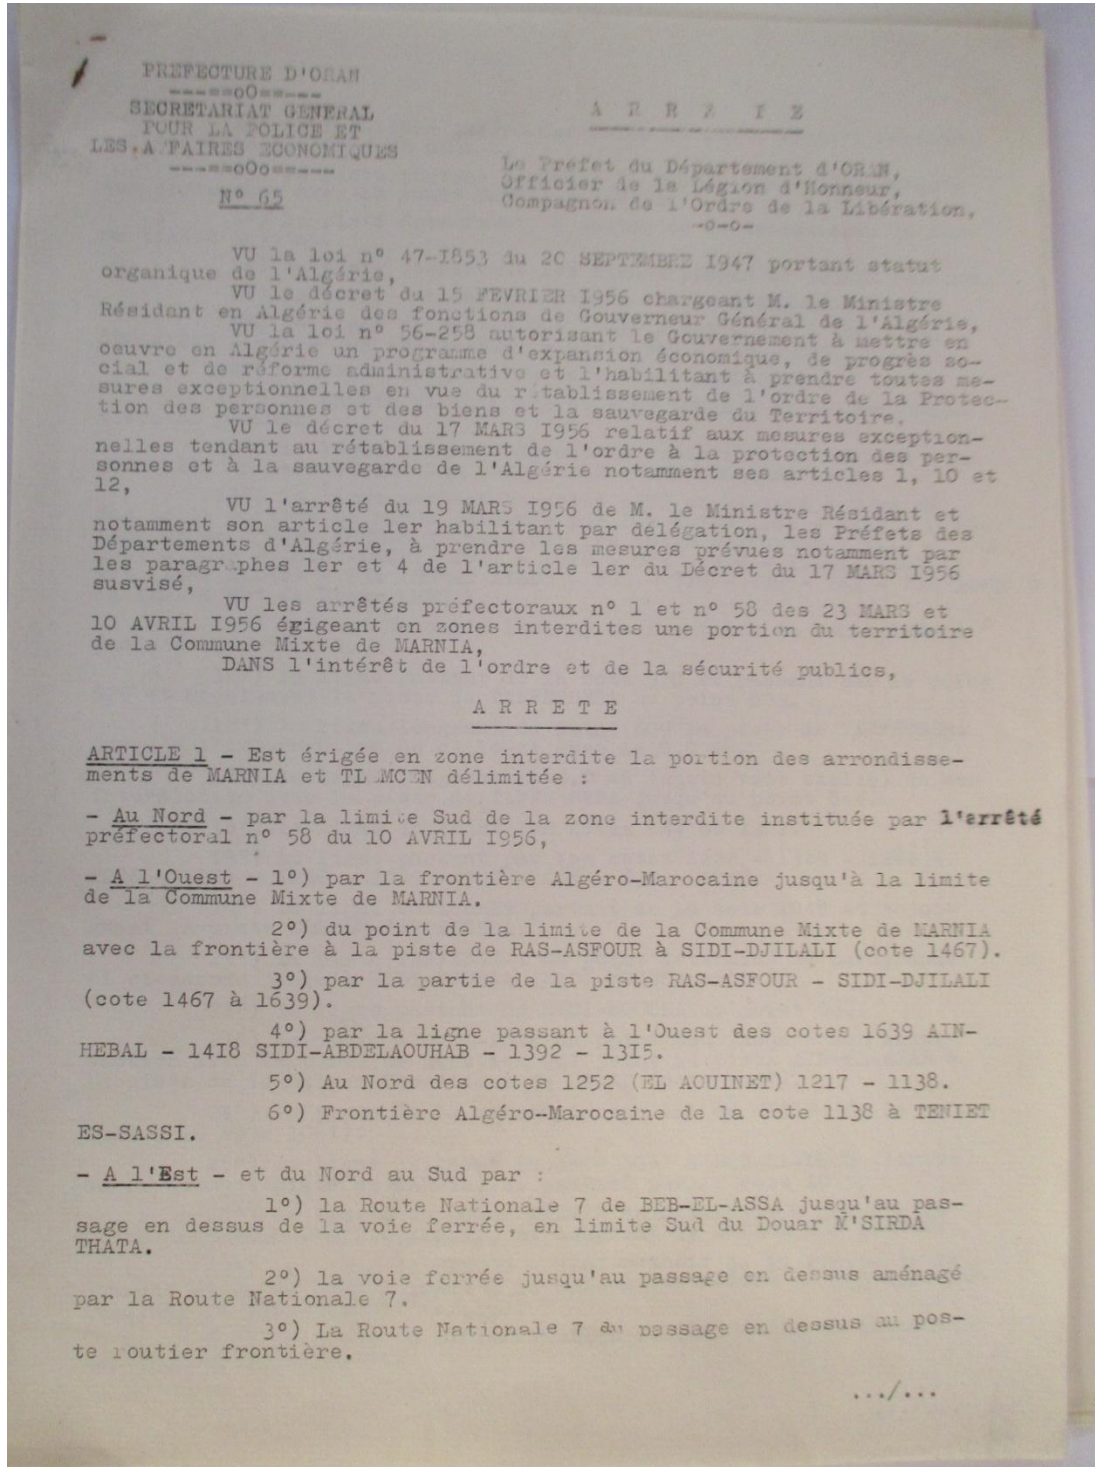 PREFECTURE D'ORAN
----==oO==----
SECRETARIAT GENERAL
POUR LA POLICE ET
LES AFFAIRES ECONOMIQUES
----==oOo==----
N° 65
A R R E T E
Le Préfet du Département d'ORAN,
Officier de la Légion d'Honneur,
Compagnon de l'Ordre de la Libération,
-o-o-
VU la loi n° 47-I853 du 20 SEPTEMBRE I947 portant statut
organique de l'Algérie,
VU le décret du 15 FEVRIER I956 chargeant M. le Ministre
Résidant en Algérie des fonctions de Gouverneur Général de l'Algérie,
VU la loi n° 56-258 autorisant le Gouvernement à mettre en
oeuvre en Algérie un programme d'expansion économique, de progrès so-
cial et de réforme administrative et l'habilitant à prendre toutes me-
sures exceptionnelles en vue du rétablissement de l'ordre de la Protec-
tion des personnes et des biens et la sauvegarde du Territoire.
VU le décret du 17 MARS I956 relatif aux mesures exception-
nelles tendant au rétablissement de l'ordre à la protection des per-
sonnes et à la sauvegarde de l'Algérie notamment ses articles 1, 10 et
12,
VU l'arrêté du 19 MARS I956 de M. le Ministre Résidant et
notamment son article 1er habilitant par délégation, les Préfets des
Départements d'Algérie, à prendre les mesures prévues notamment par
les paragraphes 1er et 4 de l'article 1er du Décret du 17 MARS I956
susvisé,
VU les arrêtés préfectoraux n° 1 et n° 58 des 23 MARS et
10 AVRIL I956 érigeant en zones interdites une portion du territoire
de la Commune Mixte de MARNIA,
DANS l'intérêt de l'ordre et de la sécurité publics,
A R R E T E
ARTICLE 1 - Est érigée en zone interdite la portion des arrondisse-
ments de MARNIA et TLEMCEN délimitée :
- Au Nord - par la limite Sud de la zone interdite instituée par l'arrêté
préfectoral n° 58 du 10 AVRIL I956,
- A l'Ouest - 1°) par la frontière Algéro-Marocaine jusqu'à la limite
de la Commune Mixte de MARNIA.
2°) du point de la limite de la Commune Mixte de MARNIA
avec la frontière à la piste de RAS-ASFOUR à SIDI-DJILALI (cote 1467).
3°) par la partie de la piste RAS-ASFOUR - SIDI-DJILALI
(cote 1467 à 1639).
4°) par la ligne passant à l'Ouest des cotes 1639 AIN-
HEBAL - 14I8 SIDI-ABDELAOUHAB - 1392 - 13I5.
5°) Au Nord des cotes 1252 (EL AOUINET) 1217 - 1138.
6°) Frontière Algéro-Marocaine de la cote 1138 à TENIET
ES-SASSI.
- A l'Est - et du Nord au Sud par :
1°) la Route Nationale 7 de BEB-EL-ASSA jusqu'au pas-
sage en dessus de la voie ferrée, en limite Sud du Douar M'SIRDA
THATA.
2°) la voie ferrée jusqu'au passage en dessus aménagé
par la Route Nationale 7.
3°) La Route Nationale 7 du passage en dessus au pos-
te routier frontière.
.../...